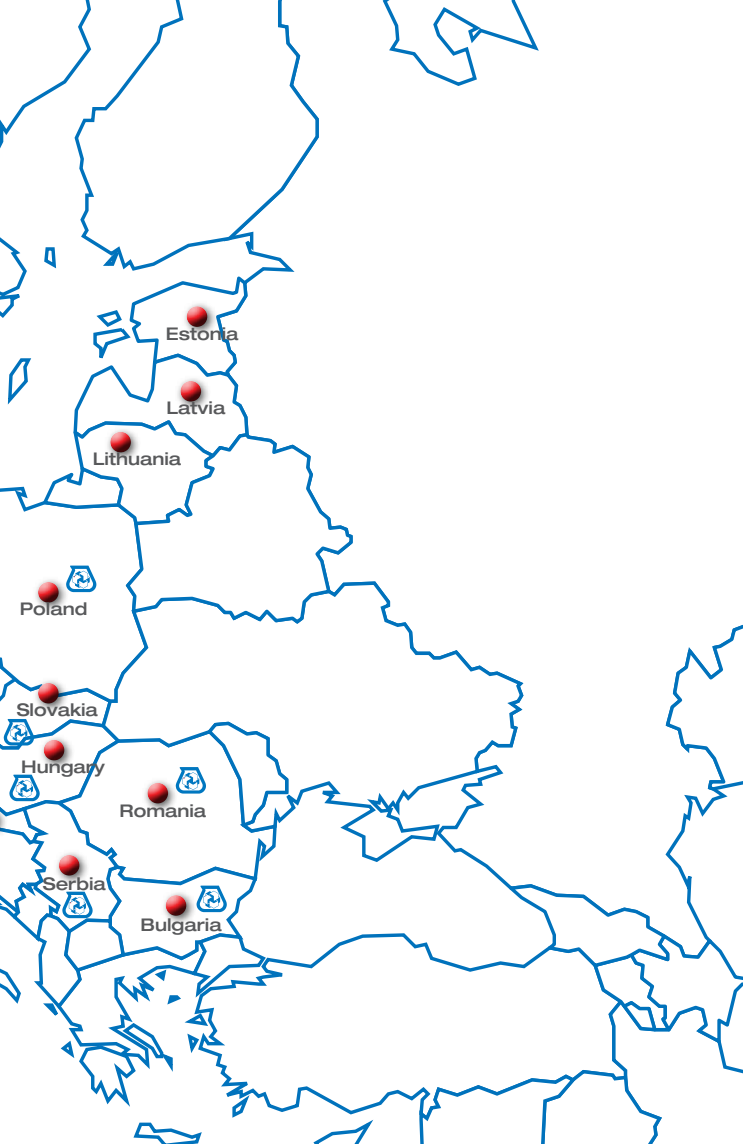 Estonia
Latvia
Lithuania
Poland
Slovakia
Hungary
Romania
Serbia
Bulgaria